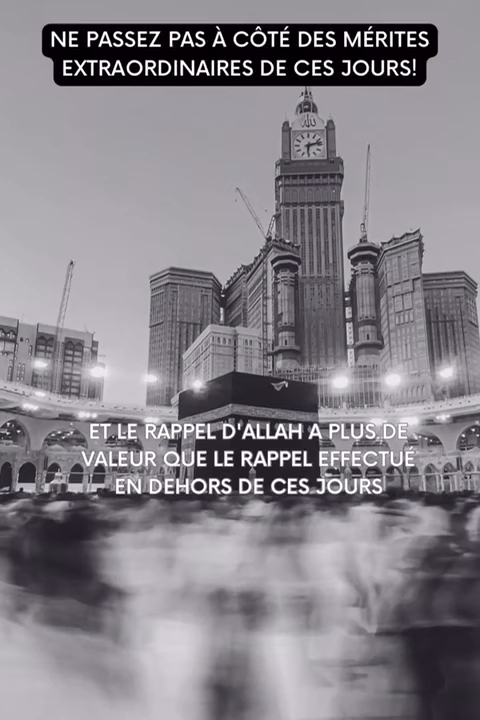 NE PASSEZ PAS À CÔTÉ DES MÉRITES
EXTRAORDINAIRES DE CES JOURS!
ET LE RAPPEL D'ALLAH A PLUS DE
VALEUR QUE LE RAPPEL EFFECTUÉ
EN DEHORS DE CES JOURS